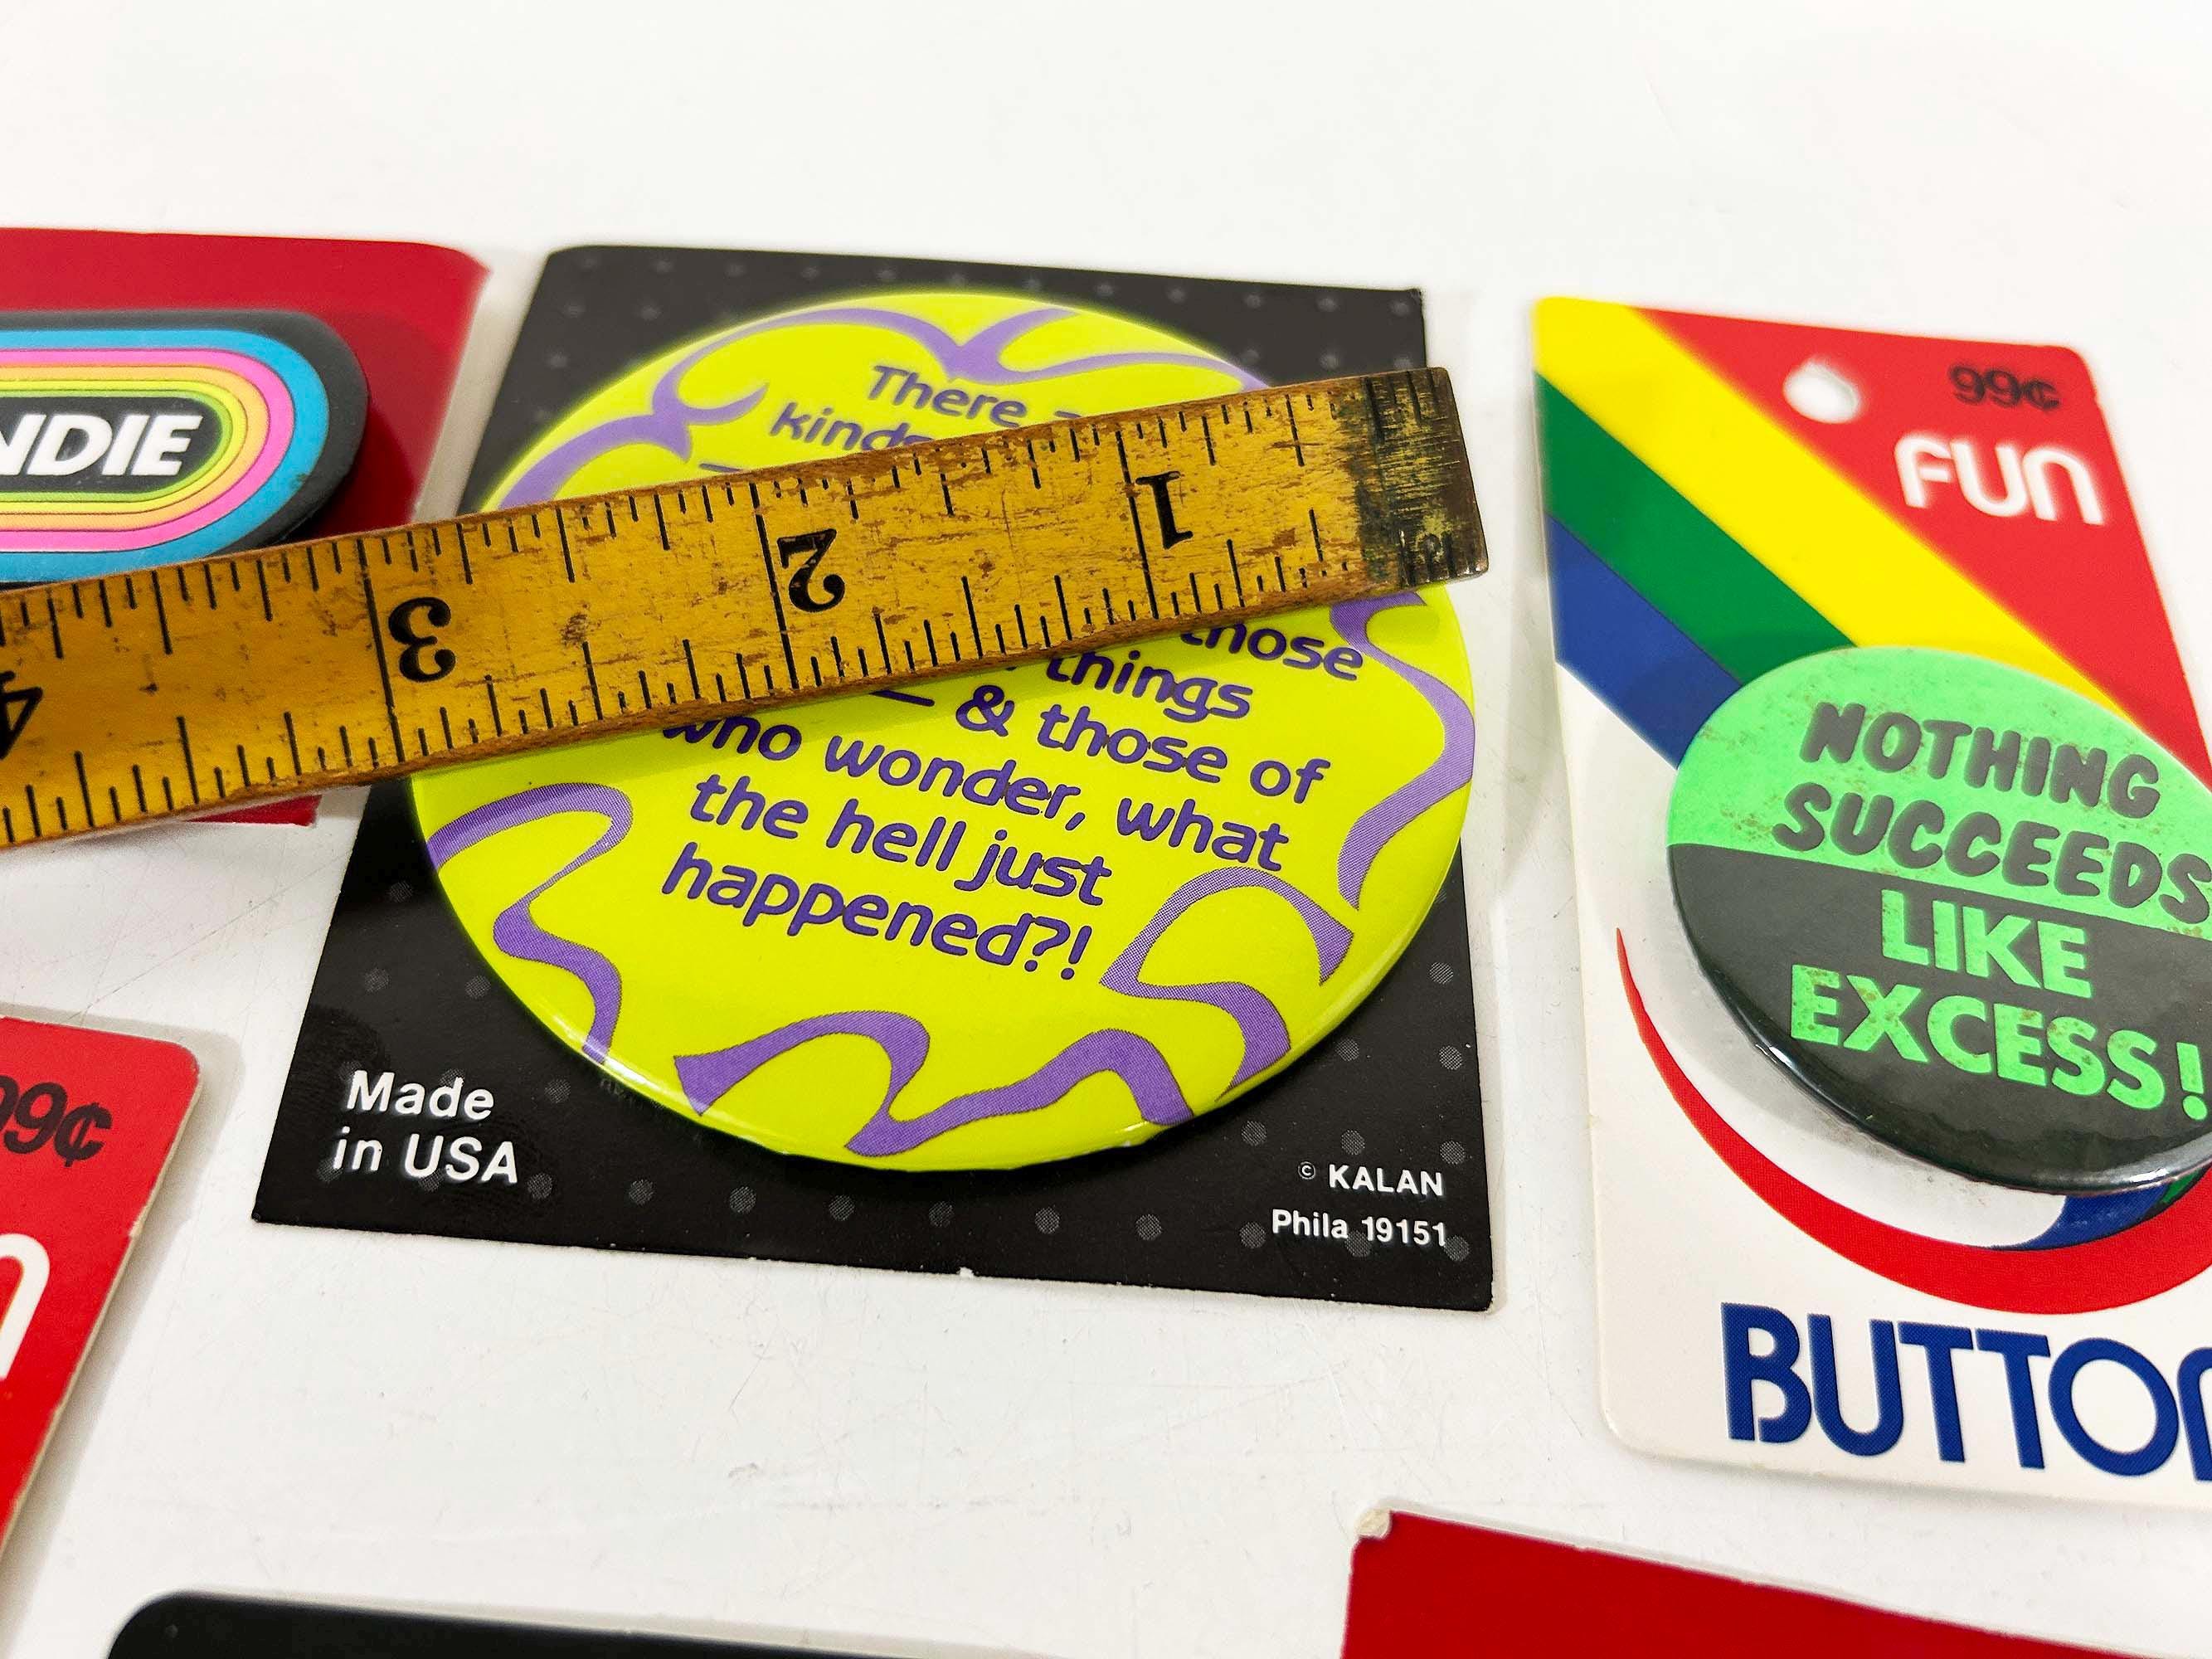 NDIE
There
kinds
those
things
& those of
who wonder, what
the hell just
happened?!
1
2
3
4
Made
in USA
© KALAN
Phila 19151
99¢
FUN
NOTHING
SUCCEEDS
LIKE
EXCESS!
BUTTO
99¢
n